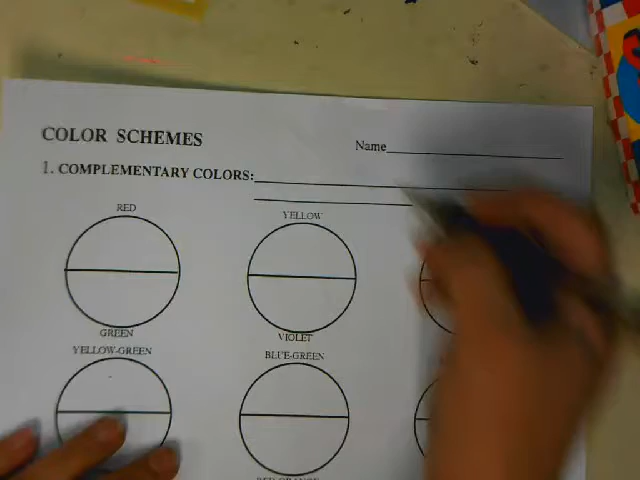 COLOR SCHEMES
Name
1. COMPLEMENTARY COLORS:
RED
YELLOW
GREEN
VIOLET
YELLOW-GREEN
BLUE-GREEN